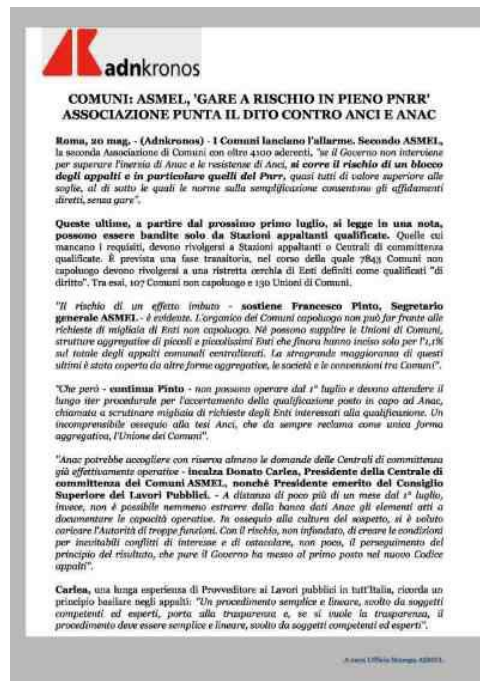 adnkronos
COMUNI: ASMEL, 'GARE A RISCHIO IN PIENO PNRR'
ASSOCIAZIONE PUNTA IL DITO CONTRO ANCI E ANAC
Roma, 20 mag. - (Adnkronos) - I Comuni lanciano l'allarme. Secondo ASMEL,
la seconda Associazione di Comuni con oltre 4100 aderenti, "se il Governo non interviene
per superare l'inerzia di Anac e le resistenze di Anci, si corre il rischio di un blocco
degli appalti e in particolare quelli del Pnrr, quasi tutti di valore superiore alle
soglie, al di sotto le quali le norme sulla semplificazione consentono gli affidamenti
diretti, senza gare".
Queste ultime, a partire dal prossimo primo luglio, si legge in una nota,
possono essere bandite solo da Stazioni appaltanti qualificate. Quelle cui
mancano i requisiti, devono rivolgersi a Stazioni appaltanti o Centrali di committenza
qualificate. È prevista una fase transitoria, nel corso della quale 7843 Comuni non
capoluogo devono rivolgersi a una ristretta cerchia di Enti definiti come qualificati "di
diritto". Tra essi, 107 Comuni non capoluogo e 130 Unioni di Comuni.
"Il rischio di un effetto imbuto - sostiene Francesco Pinto, Segretario
generale ASMEL - è evidente. L'organico dei Comuni capoluogo non può far fronte alle
richieste di migliaia di Enti non capoluogo. Né possono supplire le Unioni di Comuni,
strutture aggregative di piccoli e piccolissimi Enti che finora hanno inciso solo per l'1,1%
sul totale degli appalti comunali centralizzati. La stragrande maggioranza di questi
ultimi è stata coperta da altre forme aggregative, le società e le convenzioni tra Comuni".
"Che però - continua Pinto - non possono operare dal 1° luglio e devono attendere il
lungo iter procedurale per l'accertamento della qualificazione posto in capo ad Anac,
chiamata a scrutinare migliaia di richieste degli Enti interessati alla qualificazione. Un
incomprensibile ossequio alla tesi Anci, che da sempre reclama come unica forma
aggregativa, l'Unione dei Comuni".
"Anac potrebbe accogliere con riserva almeno le domande delle Centrali di committenza
già effettivamente operative - incalza Donato Carlea, Presidente della Centrale di
committenza dei Comuni ASMEL, nonché Presidente emerito del Consiglio
Superiore dei Lavori Pubblici. - A distanza di poco più di un mese dal 1° luglio,
invece, non è possibile nemmeno estrarre dalla banca dati Anac gli elementi atti a
documentare le capacità operative. In ossequio alla cultura del sospetto, si è voluto
caricare l'Autorità di troppe funzioni. Con il rischio, non infondato, di creare le condizioni
per inevitabili conflitti di interesse e di ostacolare, non poco, il perseguimento del
principio del risultato, che pure il Governo ha messo al primo posto nel nuovo Codice
appalti".
Carlea, una lunga esperienza di Provveditore ai Lavori pubblici in tutt'Italia, ricorda un
principio basilare negli appalti: "Un procedimento semplice e lineare, svolto da soggetti
competenti ed esperti, porta alla trasparenza e, se si vuole la trasparenza, il
procedimento deve essere semplice e lineare, svolto da soggetti competenti ed esperti".
A cura Ufficio Stampa ASMEL